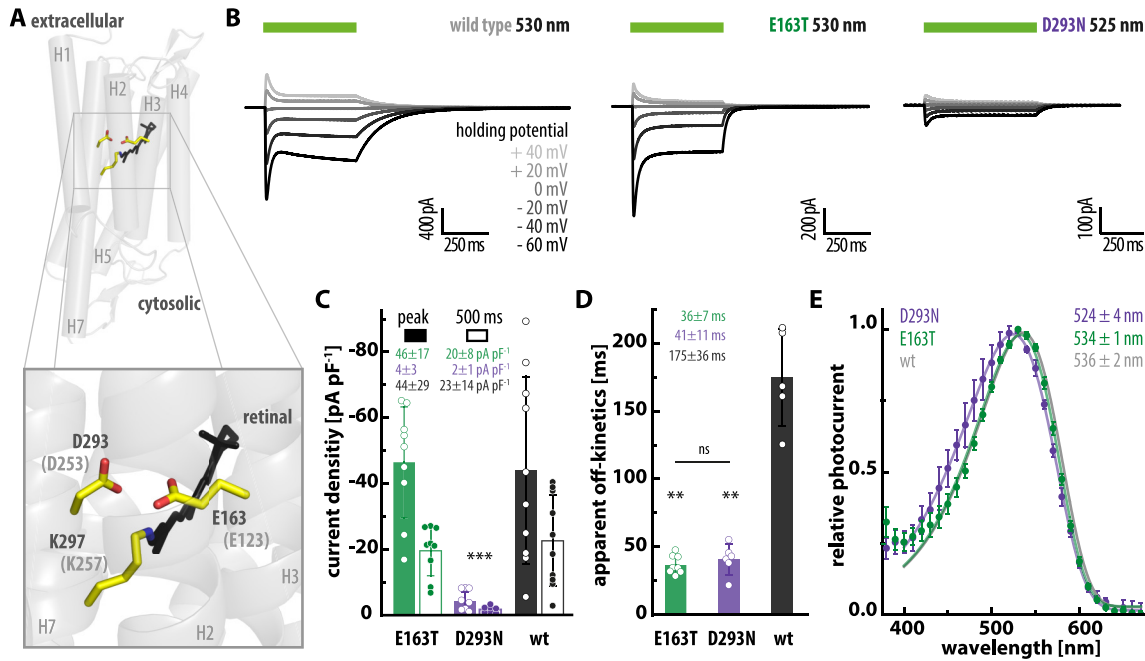 A
extracellular
H1
H2
H3
H4
H5
H7
cytosolic
retinal
D293
(D253)
E163
(E123)
K297
(K257)
H3
H7
H2
B
wild type 530 nm
E163T 530 nm
D293N 525 nm
holding potential
+ 40 mV
+ 20 mV
0 mV
- 20 mV
- 40 mV
- 60 mV
400 pA
250 ms
200 pA
250 ms
100 pA
250 ms
C
peak
500 ms
46±17
20±8 pA pF⁻¹
4±3
2±1 pA pF⁻¹
44±29
23±14 pA pF⁻¹
current densitiy [pA pF⁻¹]
-80
-60
-40
-20
0
***
E163T
D293N
wt
D
36±7 ms
41±11 ms
175±36 ms
apparent off-kinetics [ms]
200
150
100
50
0
ns
**
**
E163T
D293N
wt
E
D293N
524 ± 4 nm
E163T
534 ± 1 nm
wt
536 ± 2 nm
relative photocurrent
1.0
0.5
0.0
400
500
600
wavelength [nm]